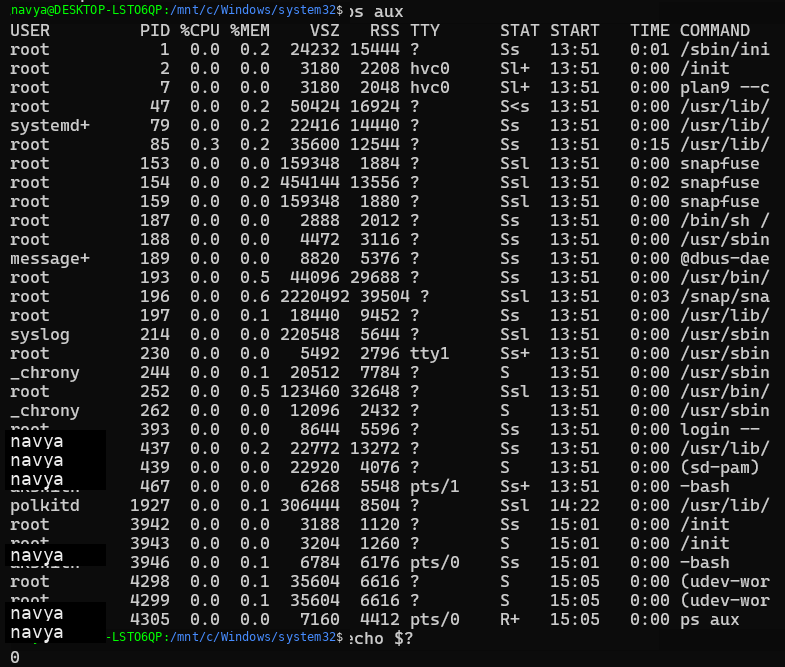 navya@DESKTOP-LSTO6QP:/mnt/c/Windows/system32$ ps aux
USER PID %CPU %MEM VSZ RSS TTY STAT START TIME COMMAND
root 1 0.0 0.2 24232 15444 ? Ss 13:51 0:01 /sbin/ini
root 2 0.0 0.0 3180 2208 hvc0 Sl+ 13:51 0:00 /init
root 7 0.0 0.0 3180 2048 hvc0 Sl+ 13:51 0:00 plan9 --c
root 47 0.0 0.2 50424 16924 ? S<s 13:51 0:00 /usr/lib/
systemd+ 79 0.0 0.2 22416 14440 ? Ss 13:51 0:00 /usr/lib/
root 85 0.3 0.2 35600 12544 ? Ss 13:51 0:15 /usr/lib/
root 153 0.0 0.0 159348 1884 ? Ssl 13:51 0:00 snapfuse
root 154 0.0 0.2 454144 13556 ? Ssl 13:51 0:02 snapfuse
root 159 0.0 0.0 159348 1880 ? Ssl 13:51 0:00 snapfuse
root 187 0.0 0.0 2888 2012 ? Ss 13:51 0:00 /bin/sh /
root 188 0.0 0.0 4472 3116 ? Ss 13:51 0:00 /usr/sbin
message+ 189 0.0 0.0 8820 5376 ? Ss 13:51 0:00 @dbus-dae
root 193 0.0 0.5 44096 29688 ? Ss 13:51 0:00 /usr/bin/
root 196 0.0 0.6 2220492 39504 ? Ssl 13:51 0:03 /snap/sna
root 197 0.0 0.1 18440 9452 ? Ss 13:51 0:00 /usr/lib/
syslog 214 0.0 0.0 220548 5644 ? Ssl 13:51 0:00 /usr/sbin
root 230 0.0 0.0 5492 2796 tty1 Ss+ 13:51 0:00 /usr/sbin
_chrony 244 0.0 0.1 20512 7784 ? S 13:51 0:00 /usr/sbin
root 252 0.0 0.5 123460 32648 ? Ssl 13:51 0:00 /usr/bin/
_chrony 262 0.0 0.0 12096 2432 ? S 13:51 0:00 /usr/sbin
root 393 0.0 0.0 8644 5596 ? Ss 13:51 0:00 login --
navya 437 0.0 0.2 22772 13272 ? Ss 13:51 0:00 /usr/lib/
navya 439 0.0 0.0 22920 4076 ? S 13:51 0:00 (sd-pam)
navya 467 0.0 0.0 6268 5548 pts/1 Ss+ 13:51 0:00 -bash
polkitd 1927 0.0 0.1 306444 8504 ? Ssl 14:22 0:00 /usr/lib/
root 3942 0.0 0.0 3188 1120 ? Ss 15:01 0:00 /init
root 3943 0.0 0.0 3204 1260 ? S 15:01 0:00 /init
navya 3946 0.0 0.1 6784 6176 pts/0 Ss 15:01 0:00 -bash
root 4298 0.0 0.1 35604 6616 ? S 15:05 0:00 (udev-wor
root 4299 0.0 0.1 35604 6616 ? S 15:05 0:00 (udev-wor
navya 4305 0.0 0.0 7160 4412 pts/0 R+ 15:05 0:00 ps aux
navya P-LSTO6QP:/mnt/c/Windows/system32$ echo $?
0